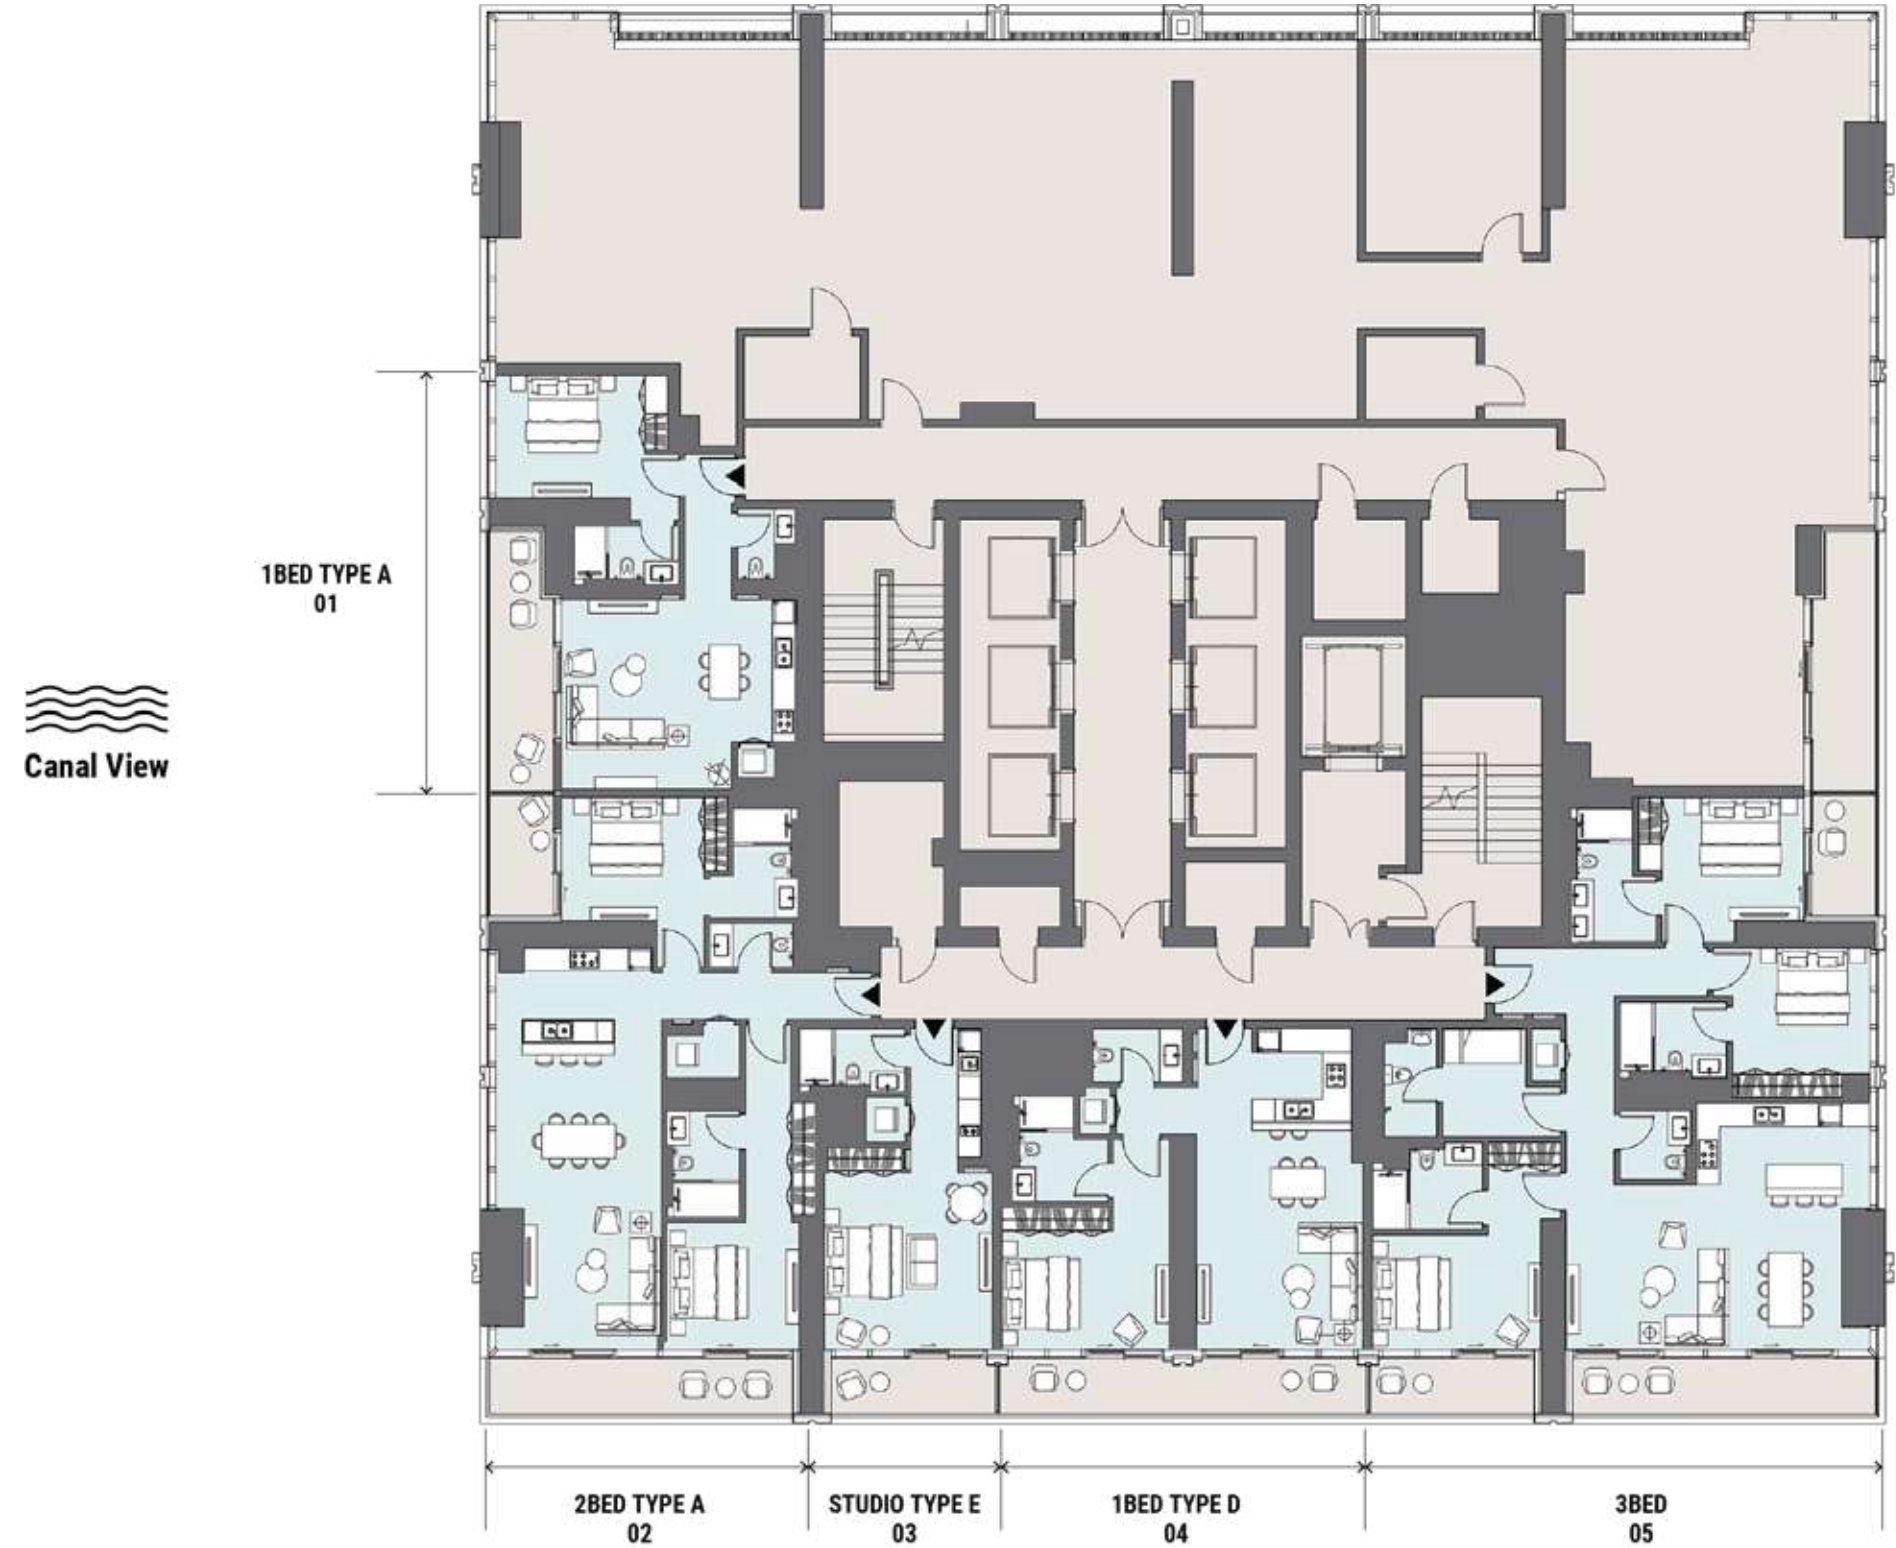 1BED TYPE A
01
Canal View
2BED TYPE A
02
STUDIO TYPE E
03
1BED TYPE D
04
3BED
05